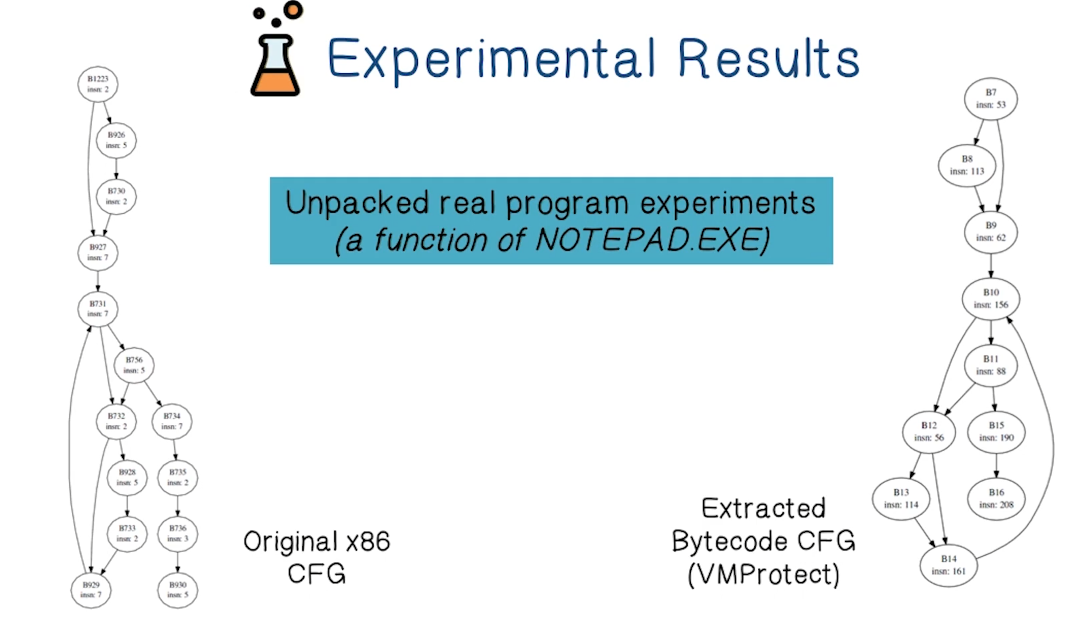 Experimental Results
Unpacked real program experiments
(a function of NOTEPAD.EXE)
B1223
insn: 2
B926
insn: 5
B730
insn: 2
B927
insn: 7
B731
insn: 7
B756
insn: 5
B732
insn: 2
B734
insn: 7
B928
insn: 5
B735
insn: 2
B733
insn: 2
B736
insn: 3
B929
insn: 7
B930
insn: 5
Original x86
CFG
B7
insn: 53
B8
insn: 113
B9
insn: 62
B10
insn: 156
B11
insn: 88
B12
insn: 56
B15
insn: 190
B13
insn: 114
B16
insn: 208
B14
insn: 161
Extracted
Bytecode CFG
(VMProtect)